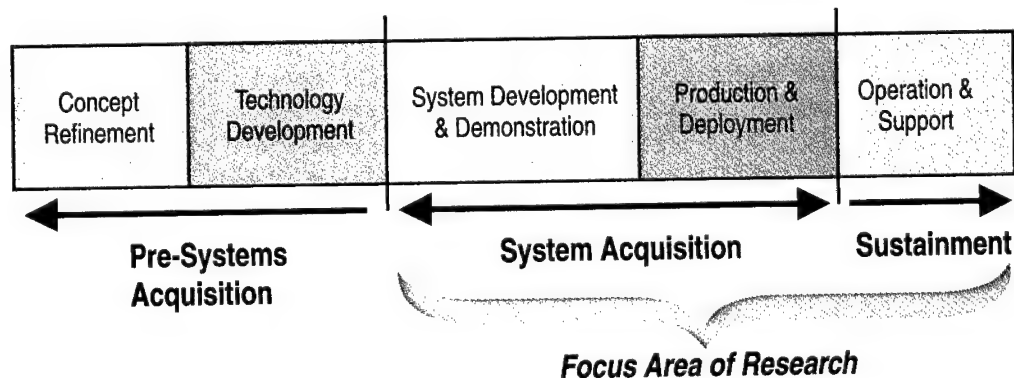 Concept
Refinement
Technology
Development
System Development
& Demonstration
Production &
Deployment
Operation &
Support
Pre-Systems
Acquisition
System Acquisition
Sustainment
Focus Area of Research